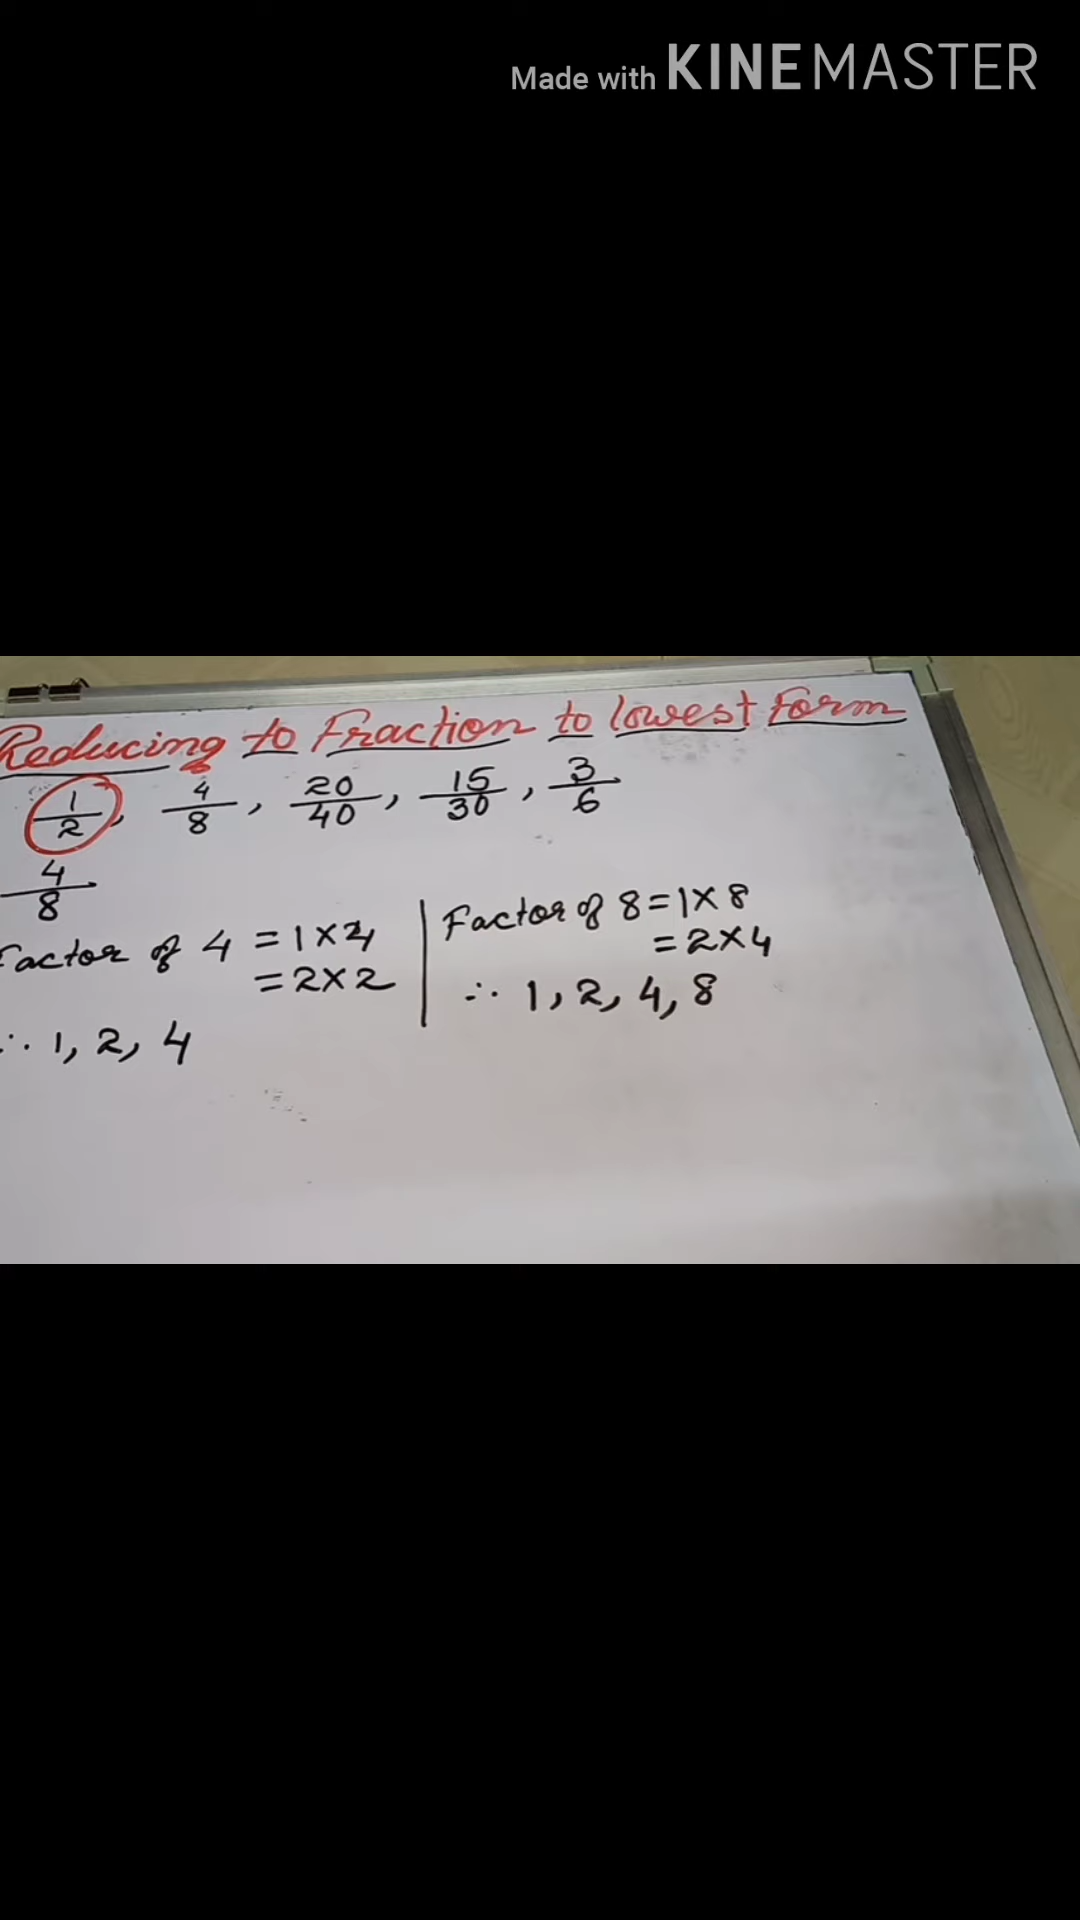 Made with KINEMASTER
Reducing to Fraction to lowest Form
1/2, 4/8, 20/40, 15/30, 3/6
4/8
Factor of 4 = 1×4
= 2×2
∴ 1, 2, 4
Factor of 8 = 1×8
= 2×4
∴ 1, 2, 4, 8